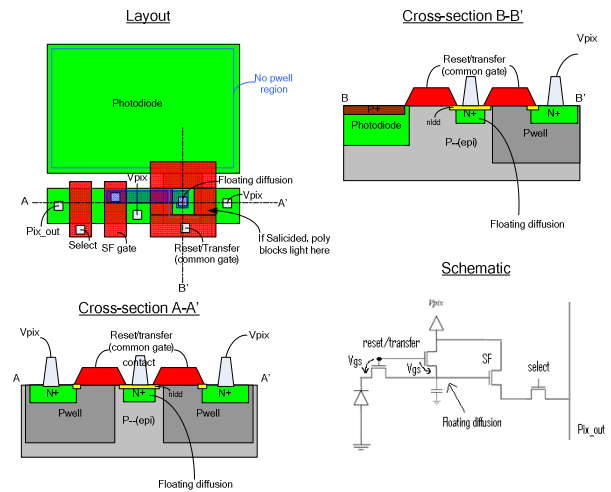 Layout
No pwell
region
Photodiode
Vpix
Floating diffusion
A
A'
Vpix
Pix_out
Select
SF gate
Reset/Transfer
(common gate)
If Salicided, poly
blocks light here
B'
Cross-section B-B'
Vpix
Reset/transfer
(common gate)
B
B'
P+
nldd
N+
N+
Photodiode
P--(epi)
Pwell
Floating diffusion
Cross-section A-A'
Vpix
Reset/transfer
(common gate)
contact
Vpix
A
A'
N+
N+
nldd
N+
Pwell
P--(epi)
Pwell
Floating diffusion
Schematic
Vpix
reset/transfer
Vgs
Vgs
SF
select
Floating diffusion
Pix_out